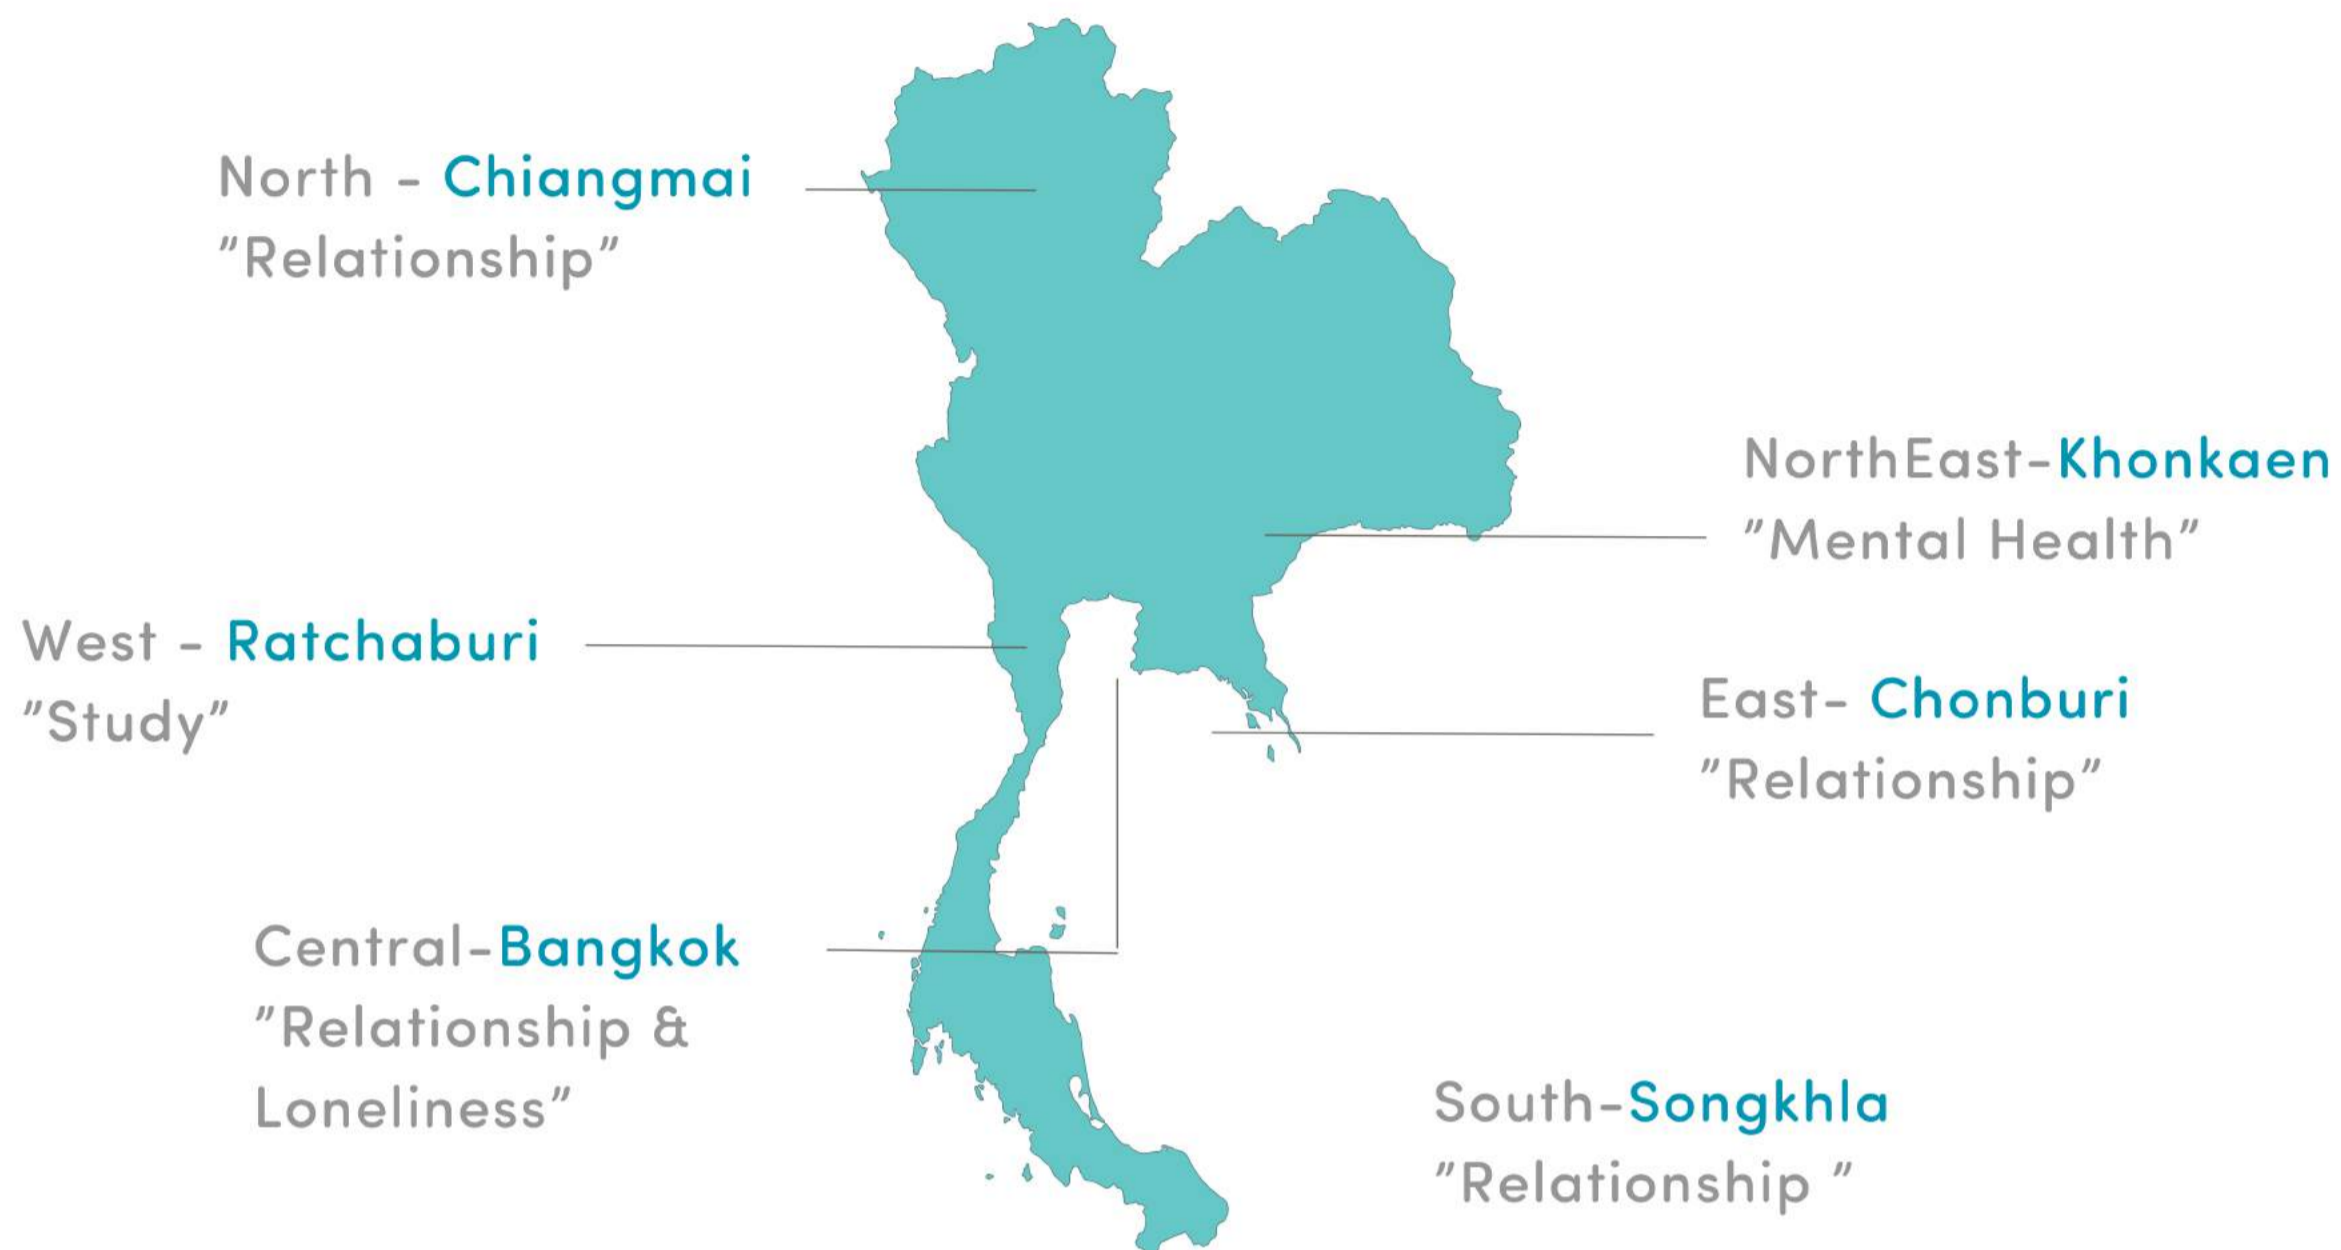 North - Chiangmai
"Relationship"
NorthEast-Khonkaen
"Mental Health"
West - Ratchaburi
"Study"
East- Chonburi
"Relationship"
Central-Bangkok
"Relationship &
Loneliness"
South-Songkhla
"Relationship "